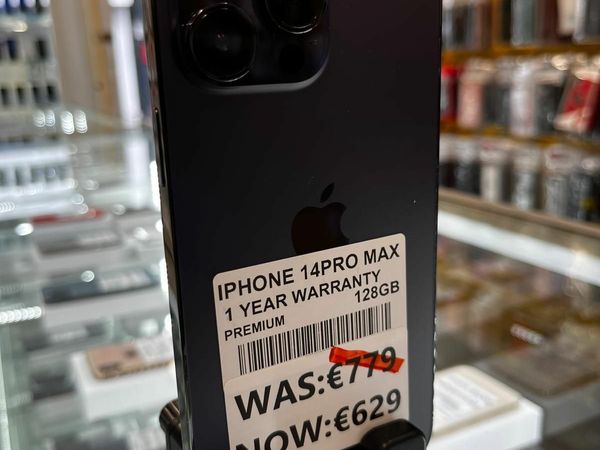 IPHONE 14PRO MAX
1 YEAR WARRANTY
PREMIUM 128GB
WAS:€779
NOW:€629